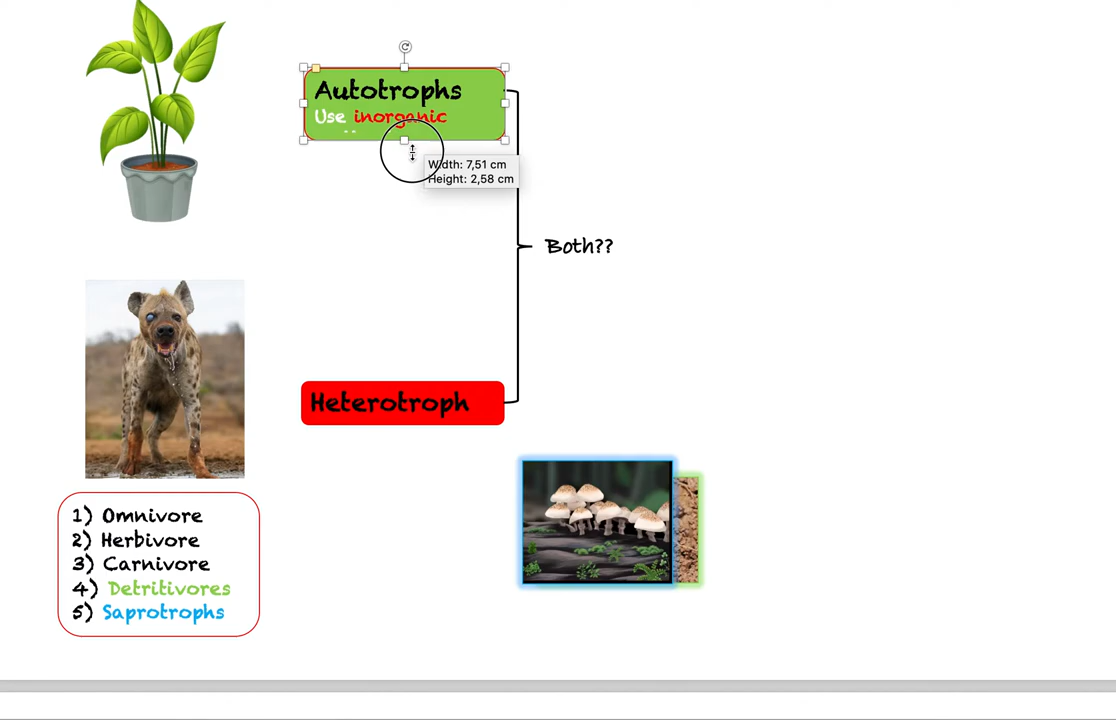 Autotrophs
Use inorganic
Width: 7,51 cm
Height: 2,58 cm
Both??
Heterotroph
1) Omnivore
2) Herbivore
3) Carnivore
4) Detritivores
5) Saprotrophs